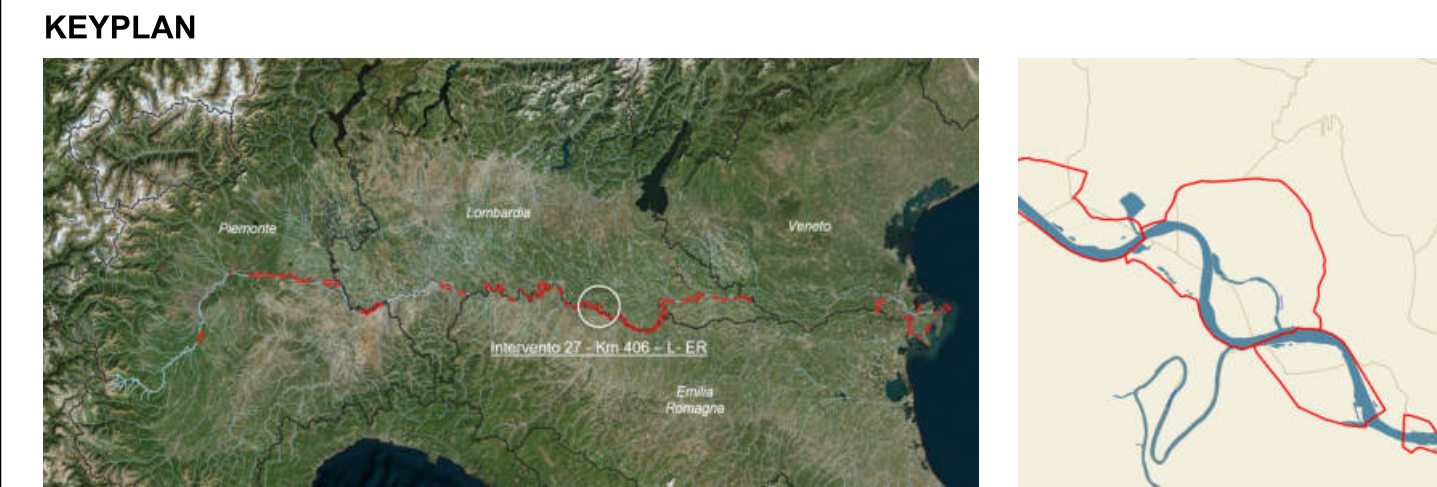 KEYPLAN
Lombardia
Piemonte
Veneto
Intervento 27 - Km 406 – L- ER
Emilia
Romagna